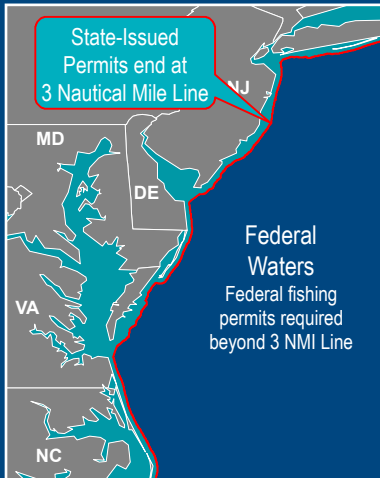 State-Issued
Permits end at
3 Nautical Mile Line
NJ
MD
DE
Federal
Waters
Federal fishing
permits required
beyond 3 NMI Line
VA
NC